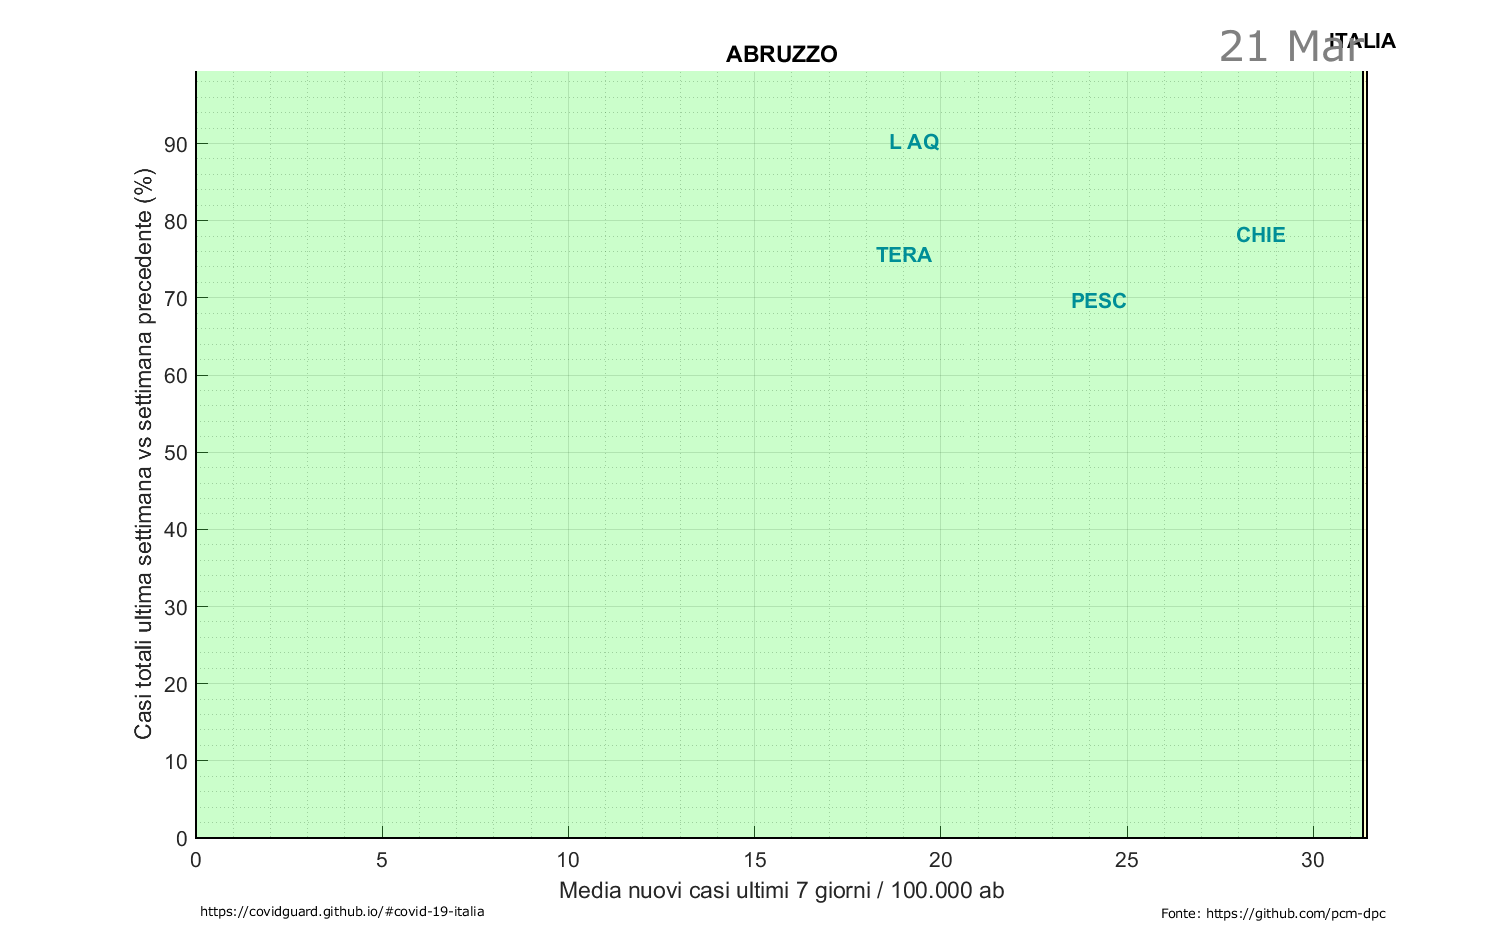 21 Mar
ITALIA
ABRUZZO
Casi totali ultima settimana vs settimana precedente (%)
90
80
70
60
50
40
30
20
10
0
L AQ
CHIE
TERA
PESC
0 5 10 15 20 25 30
Media nuovi casi ultimi 7 giorni / 100.000 ab
https://covidguard.github.io/#covid-19-italia
Fonte: https://github.com/pcm-dpc